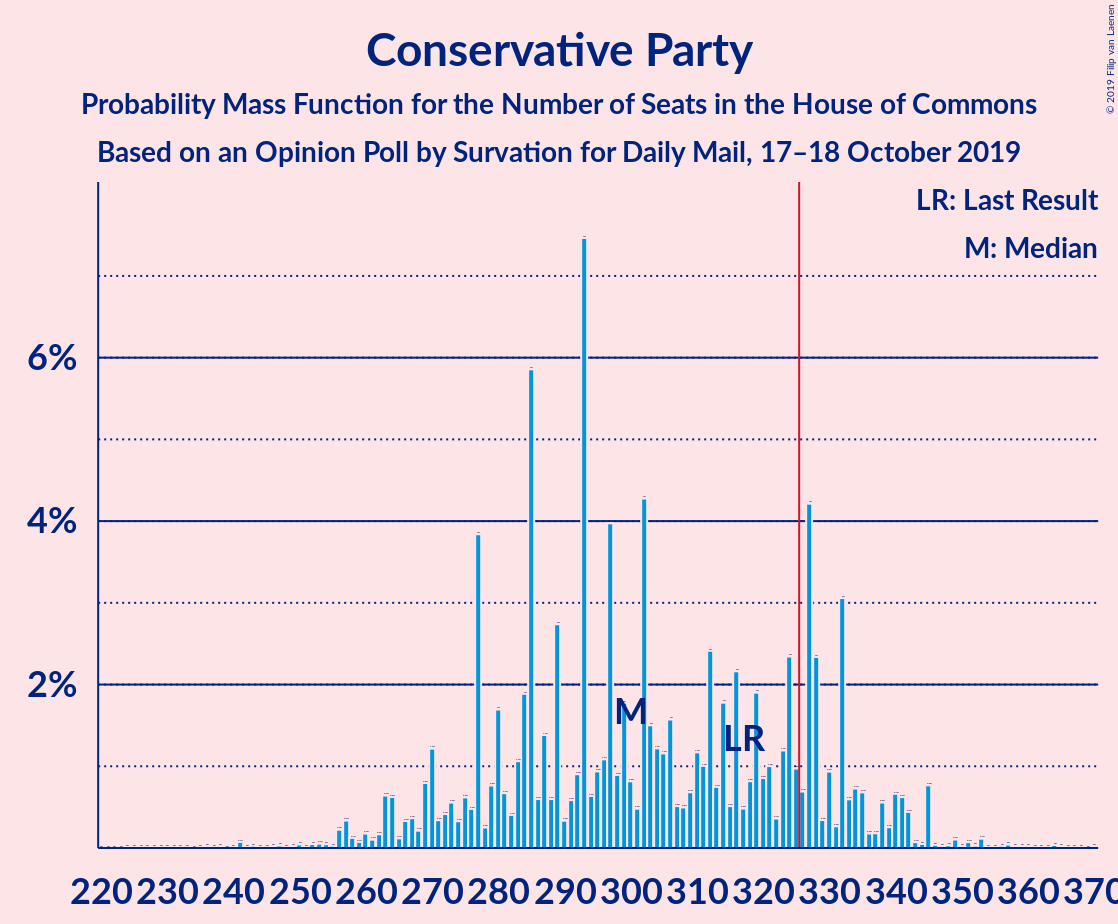 Conservative Party
Probability Mass Function for the Number of Seats in the House of Commons
Based on an Opinion Poll by Survation for Daily Mail, 17–18 October 2019
© 2019 Filip van Laenen
LR: Last Result
M: Median
6%
4%
2%
M
LR
220 230 240 250 260 270 280 290 300 310 320 330 340 350 360 370